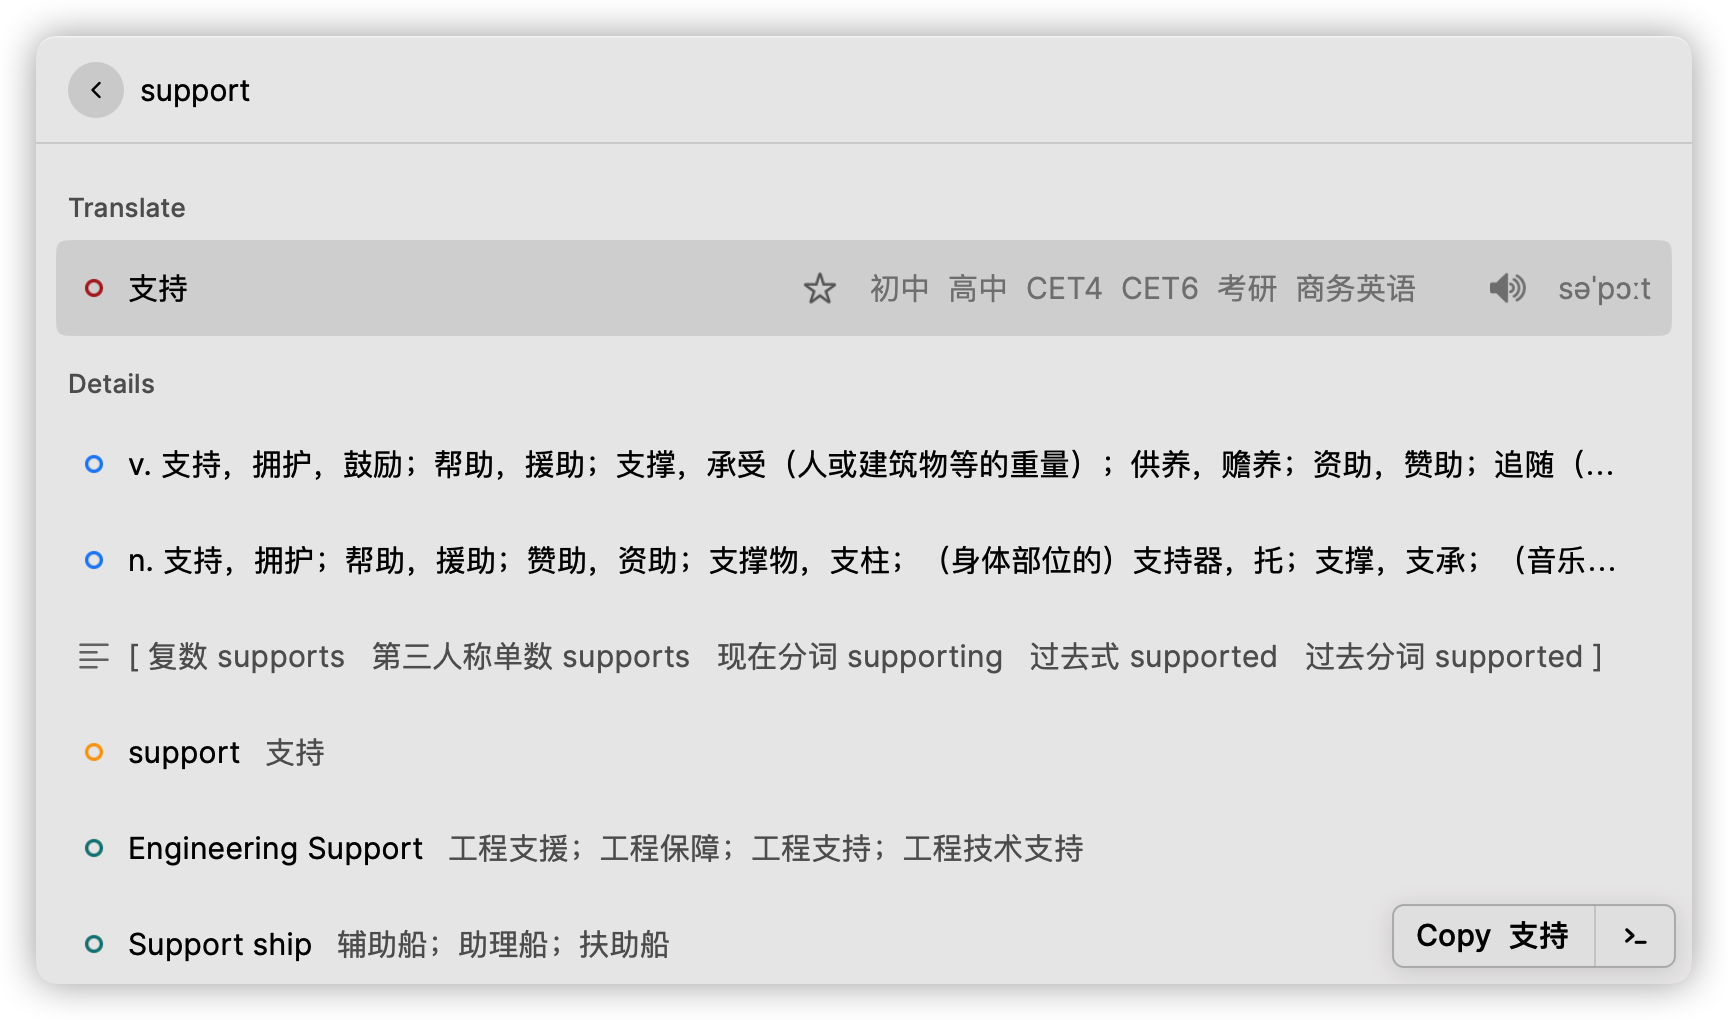 support
Translate
支持 初中 高中 CET4 CET6 考研 商务英语 sə'pɔːt
Details
v. 支持，拥护，鼓励；帮助，援助；支撑，承受（人或建筑物等的重量）；供养，赡养；资助，赞助；追随（...
n. 支持，拥护；帮助，援助；赞助，资助；支撑物，支柱；（身体部位的）支持器，托；支撑，支承；（音乐...
[ 复数 supports 第三人称单数 supports 现在分词 supporting 过去式 supported 过去分词 supported ]
support 支持
Engineering Support 工程支援；工程保障；工程支持；工程技术支持
Support ship 辅助船；助理船；扶助船
Copy 支持 >_